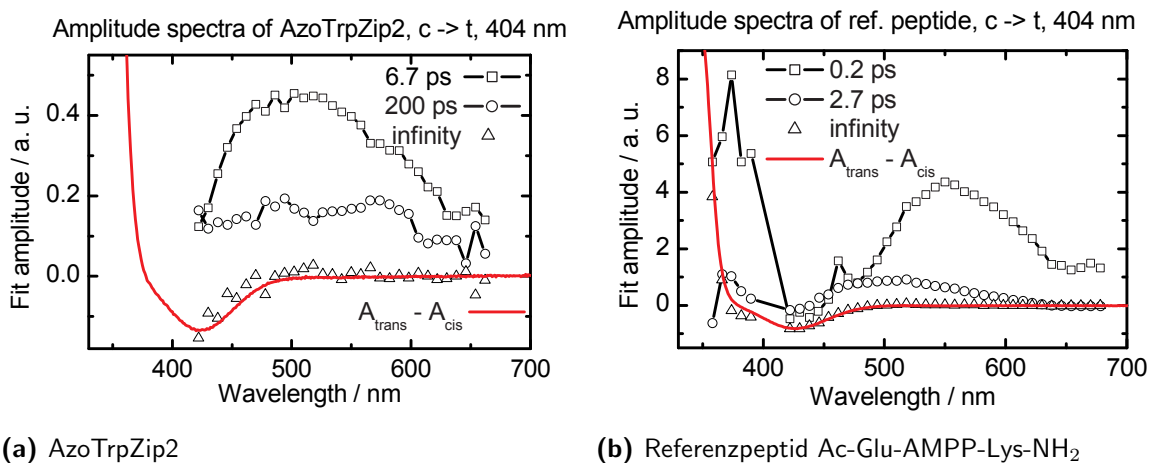 Amplitude spectra of AzoTrpZip2, c -> t, 404 nm
6.7 ps
200 ps
infinity
A_trans - A_cis
0.4
0.2
0.0
Fit amplitude / a. u.
400 500 600 700
Wavelength / nm
(a) AzoTrpZip2
Amplitude spectra of ref. peptide, c -> t, 404 nm
0.2 ps
2.7 ps
infinity
A_trans - A_cis
8
6
4
2
0
Fit amplitude / a. u.
400 500 600 700
Wavelength / nm
(b) Referenzpeptid Ac-Glu-AMPP-Lys-NH₂